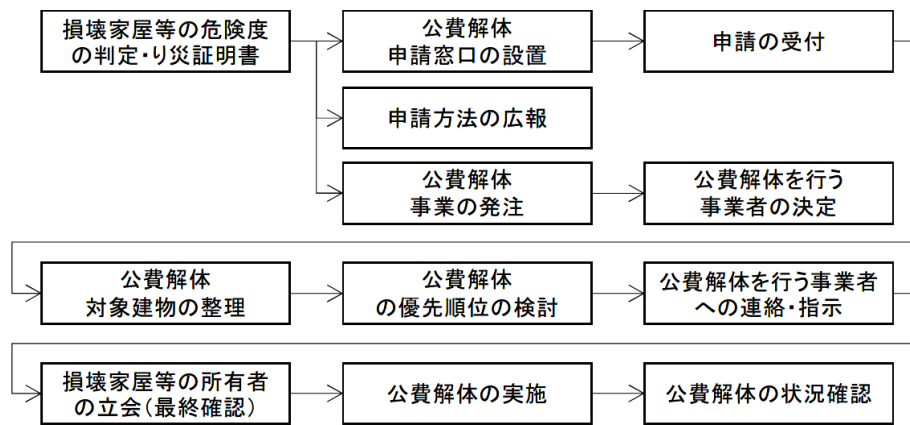 損壊家屋等の危険度
の判定・り災証明書
公費解体
申請窓口の設置
申請の受付
申請方法の広報
公費解体
事業の発注
公費解体を行う
事業者の決定
公費解体
対象建物の整理
公費解体
の優先順位の検討
公費解体を行う事業者
への連絡・指示
損壊家屋等の所有者
の立会(最終確認)
公費解体の実施
公費解体の状況確認